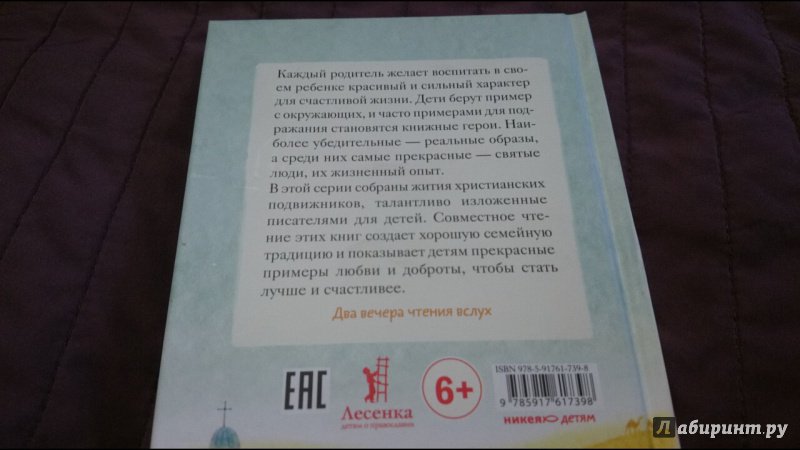 Каждый родитель желает воспитать в сво-
ем ребенке красивый и сильный характер
для счастливой жизни. Дети берут пример
с окружающих, и часто примерами для под-
ражания становятся книжные герои. Наи-
более убедительные — реальные образы,
а среди них самые прекрасные — святые
люди, их жизненный опыт.
В этой серии собраны жития христианских
подвижников, талантливо изложенные
писателями для детей. Совместное чте-
ние этих книг создает хорошую семейную
традицию и показывает детям прекрасные
примеры любви и доброты, чтобы стать
лучше и счастливее.
Два вечера чтения вслух
ЕАС
Лесенка
детям о православии
6+
ISBN 978-5-91761-739-8
9 785917 617398
никея детям
Лабиринт.ру